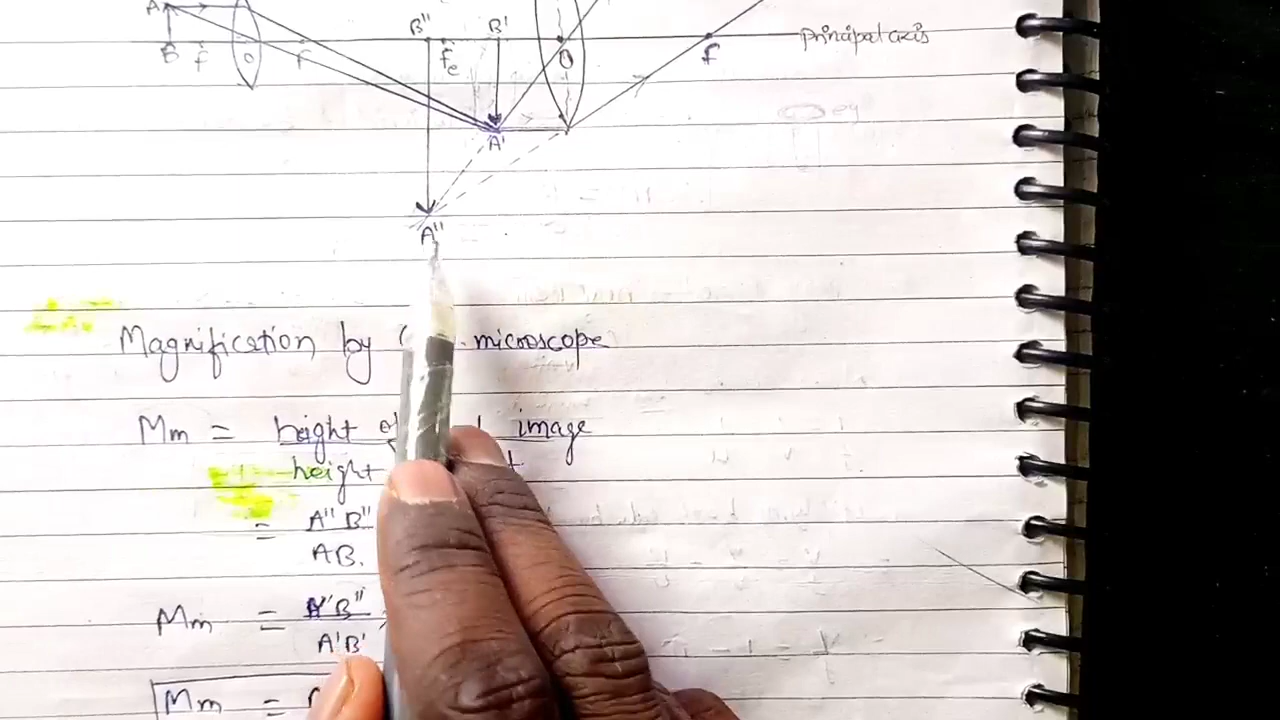 A
B'' B'
B f O f fe O f Principal axis
A'
A''
Magnification by microscope
Mm = height image
height
= A''B''
AB.
Mm = A''B''
A'B'
Mm =